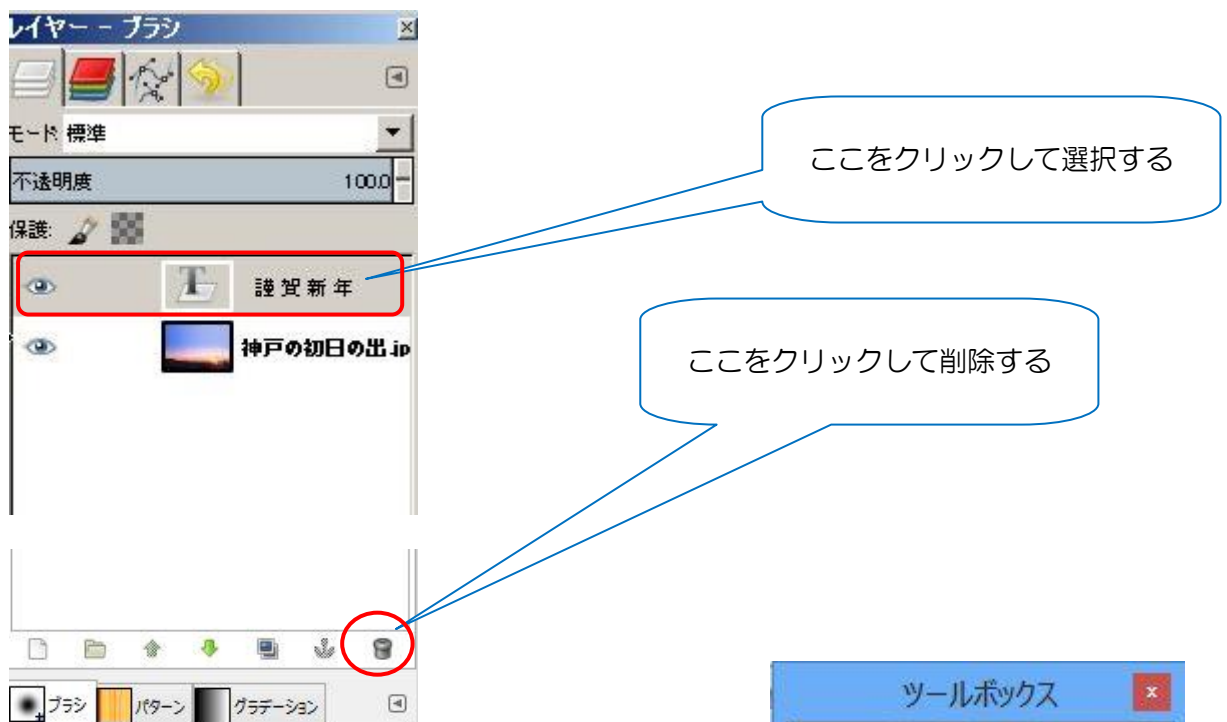 レイヤー - ブラシ
モード 標準
不透明度 100.0
保護:
謹賀新年
神戸の初日の出.jp
ブラシ パターン グラデーション
ここをクリックして選択する
ここをクリックして削除する
ツールボックス